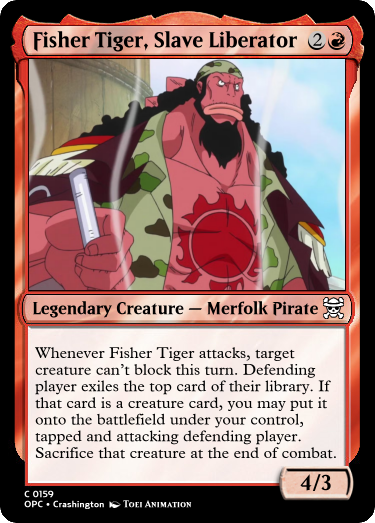 Fisher Tiger, Slave Liberator 2
Legendary Creature — Merfolk Pirate
Whenever Fisher Tiger attacks, target
creature can't block this turn. Defending
player exiles the top card of their library. If
that card is a creature card, you may put it
onto the battlefield under your control,
tapped and attacking defending player.
Sacrifice that creature at the end of combat.
4/3
C 0159
OPC • Crashington TOEI ANIMATION